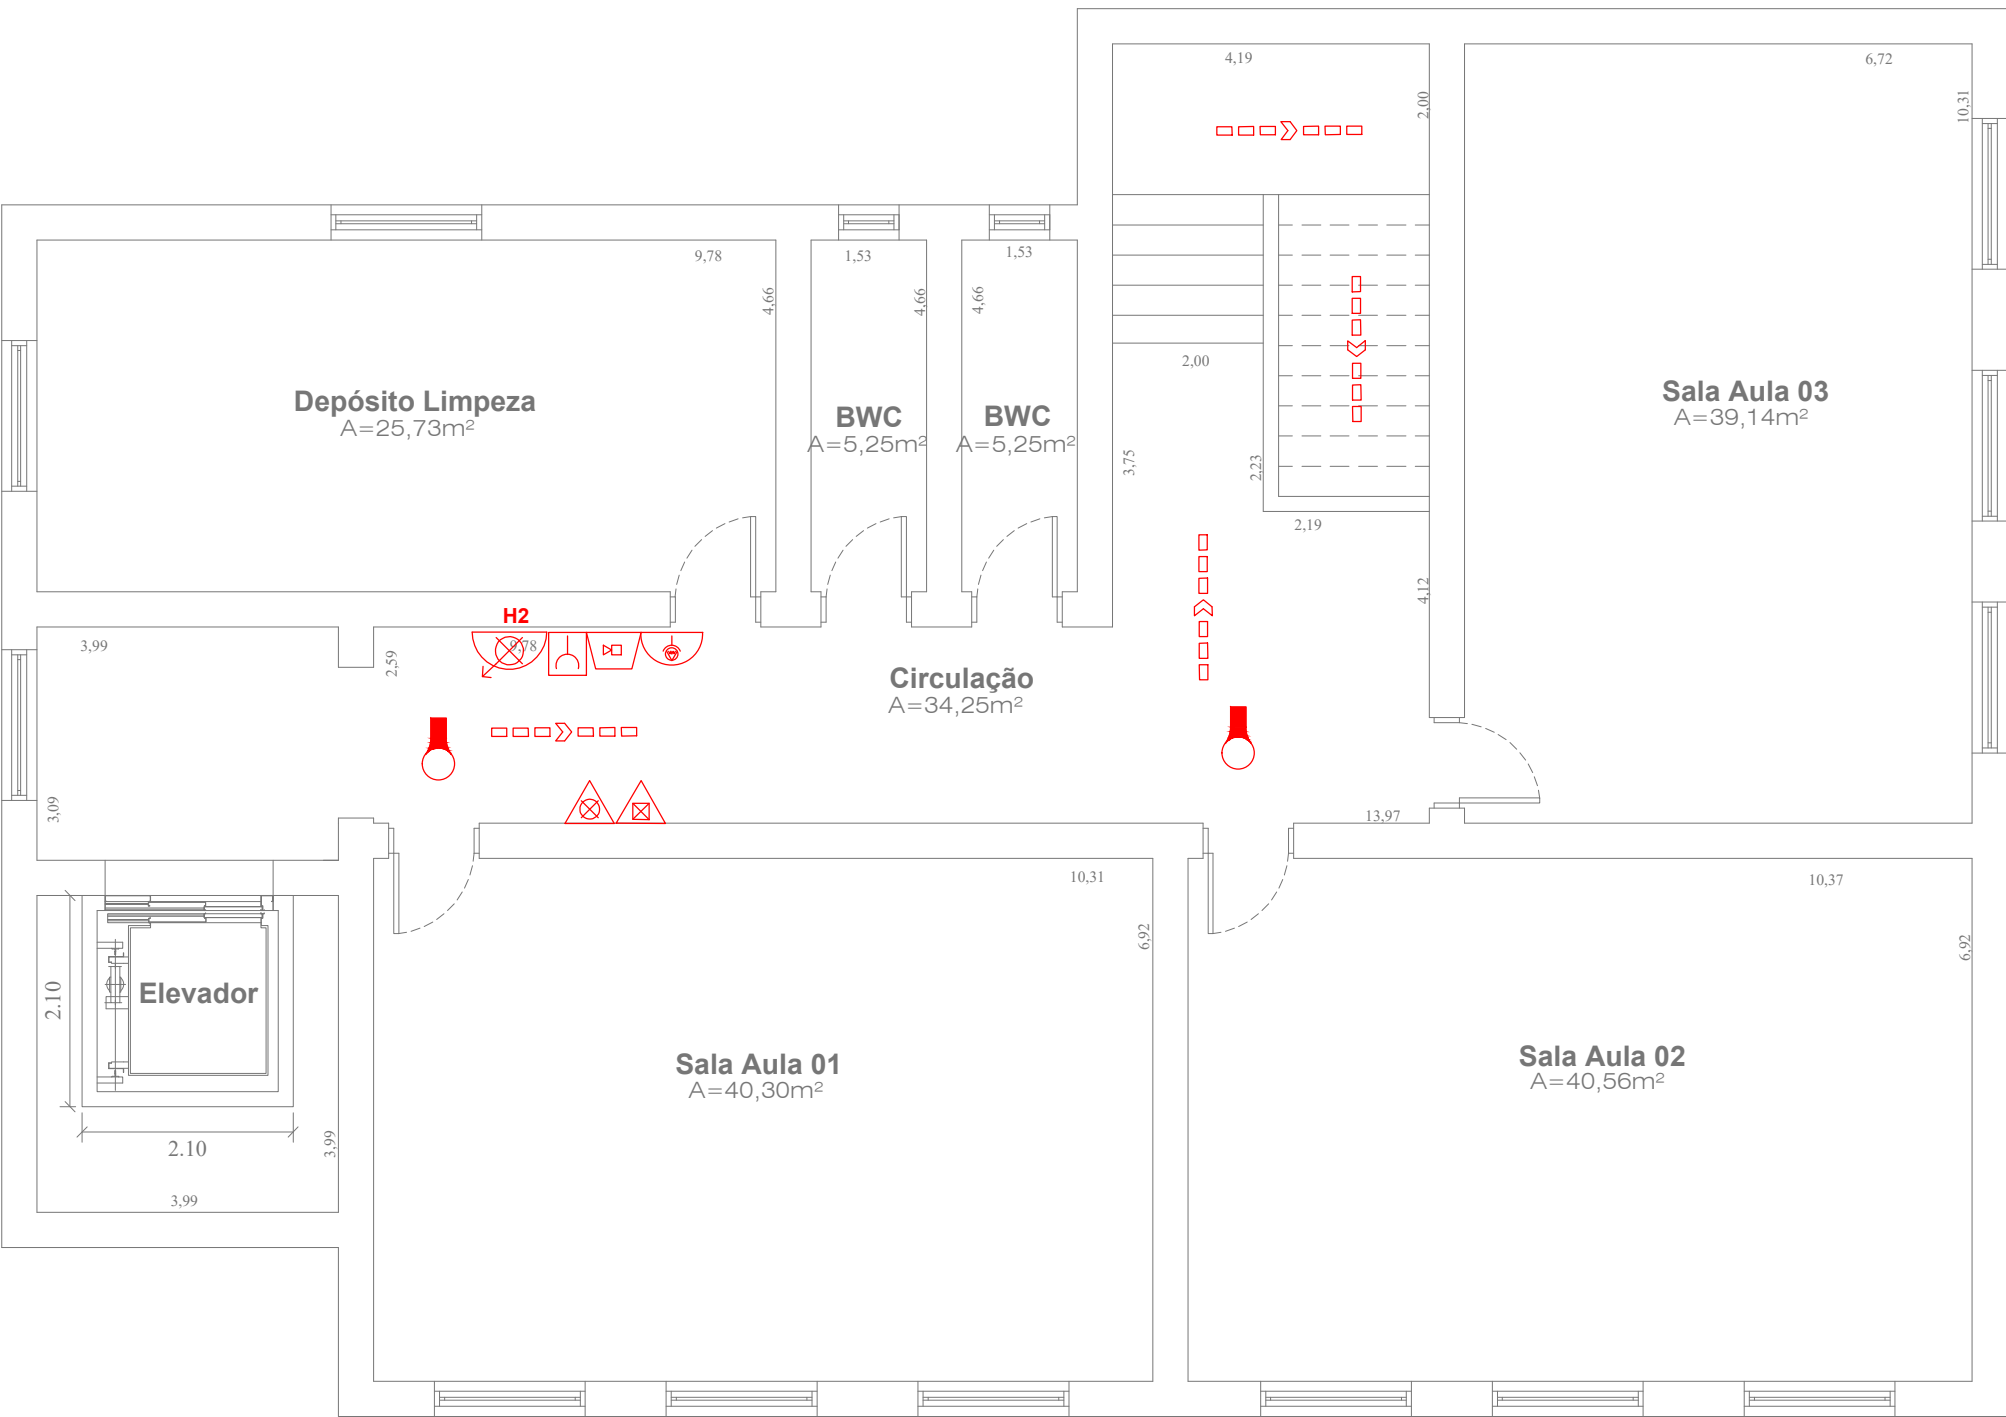 4,19
6,72
2,00
10,31
9,78
1,53
1,53
4,66
4,66
4,66
2,00
Depósito Limpeza
A=25,73m²
BWC
A=5,25m²
BWC
A=5,25m²
Sala Aula 03
A=39,14m²
3,75
2,23
2,19
4,12
H2
3,99
2,59
9,78
Circulação
A=34,25m²
3,09
13,97
10,31
10,37
6,92
6,92
2.10
Elevador
Sala Aula 01
A=40,30m²
Sala Aula 02
A=40,56m²
2.10
3,99
3,99